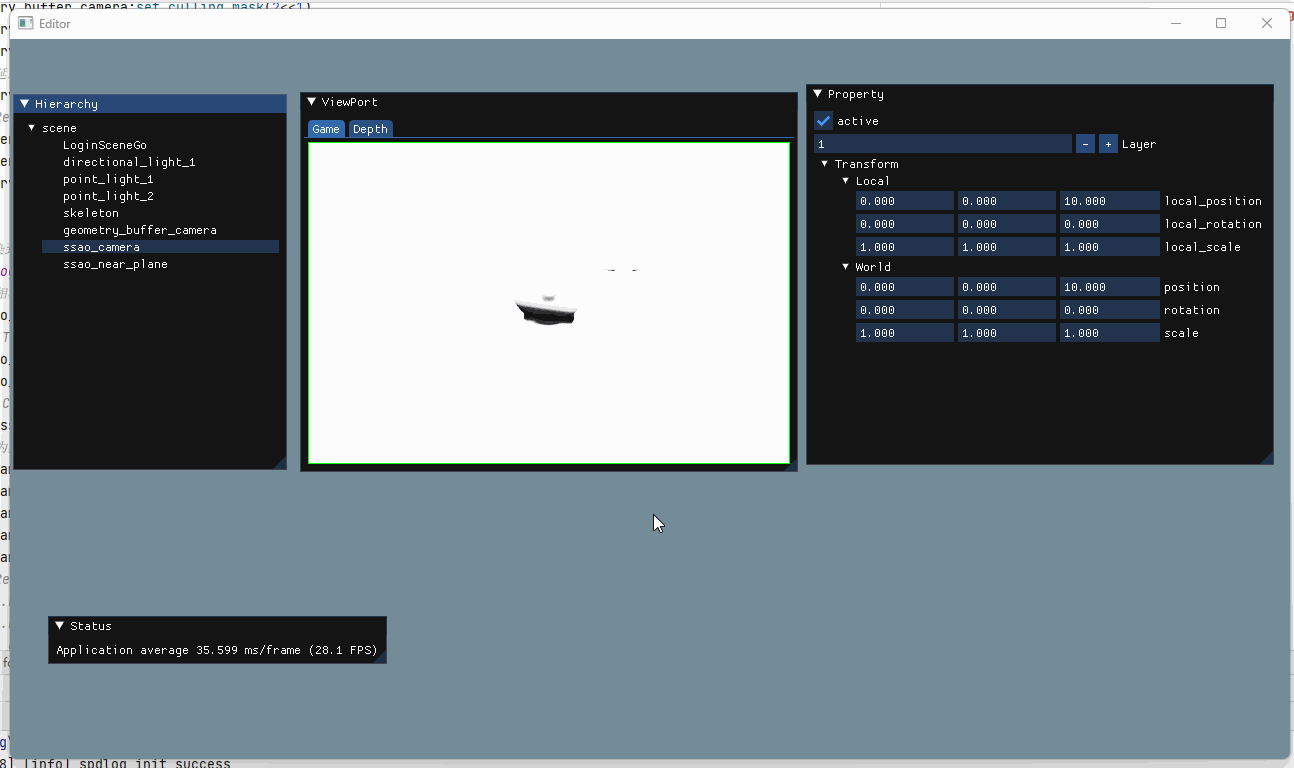 ry_buffer_camera:set_culling_mask(2<<1)
Editor
Hierarchy
scene
LoginSceneGo
directional_light_1
point_light_1
point_light_2
skeleton
geometry_buffer_camera
ssao_camera
ssao_near_plane
ViewPort
Game Depth
Property
active
1 - + Layer
Transform
Local
0.000 0.000 10.000 local_position
0.000 0.000 0.000 local_rotation
1.000 1.000 1.000 local_scale
World
0.000 0.000 10.000 position
0.000 0.000 0.000 rotation
1.000 1.000 1.000 scale
Status
Application average 35.599 ms/frame (28.1 FPS)
8] [info] spdlog init success